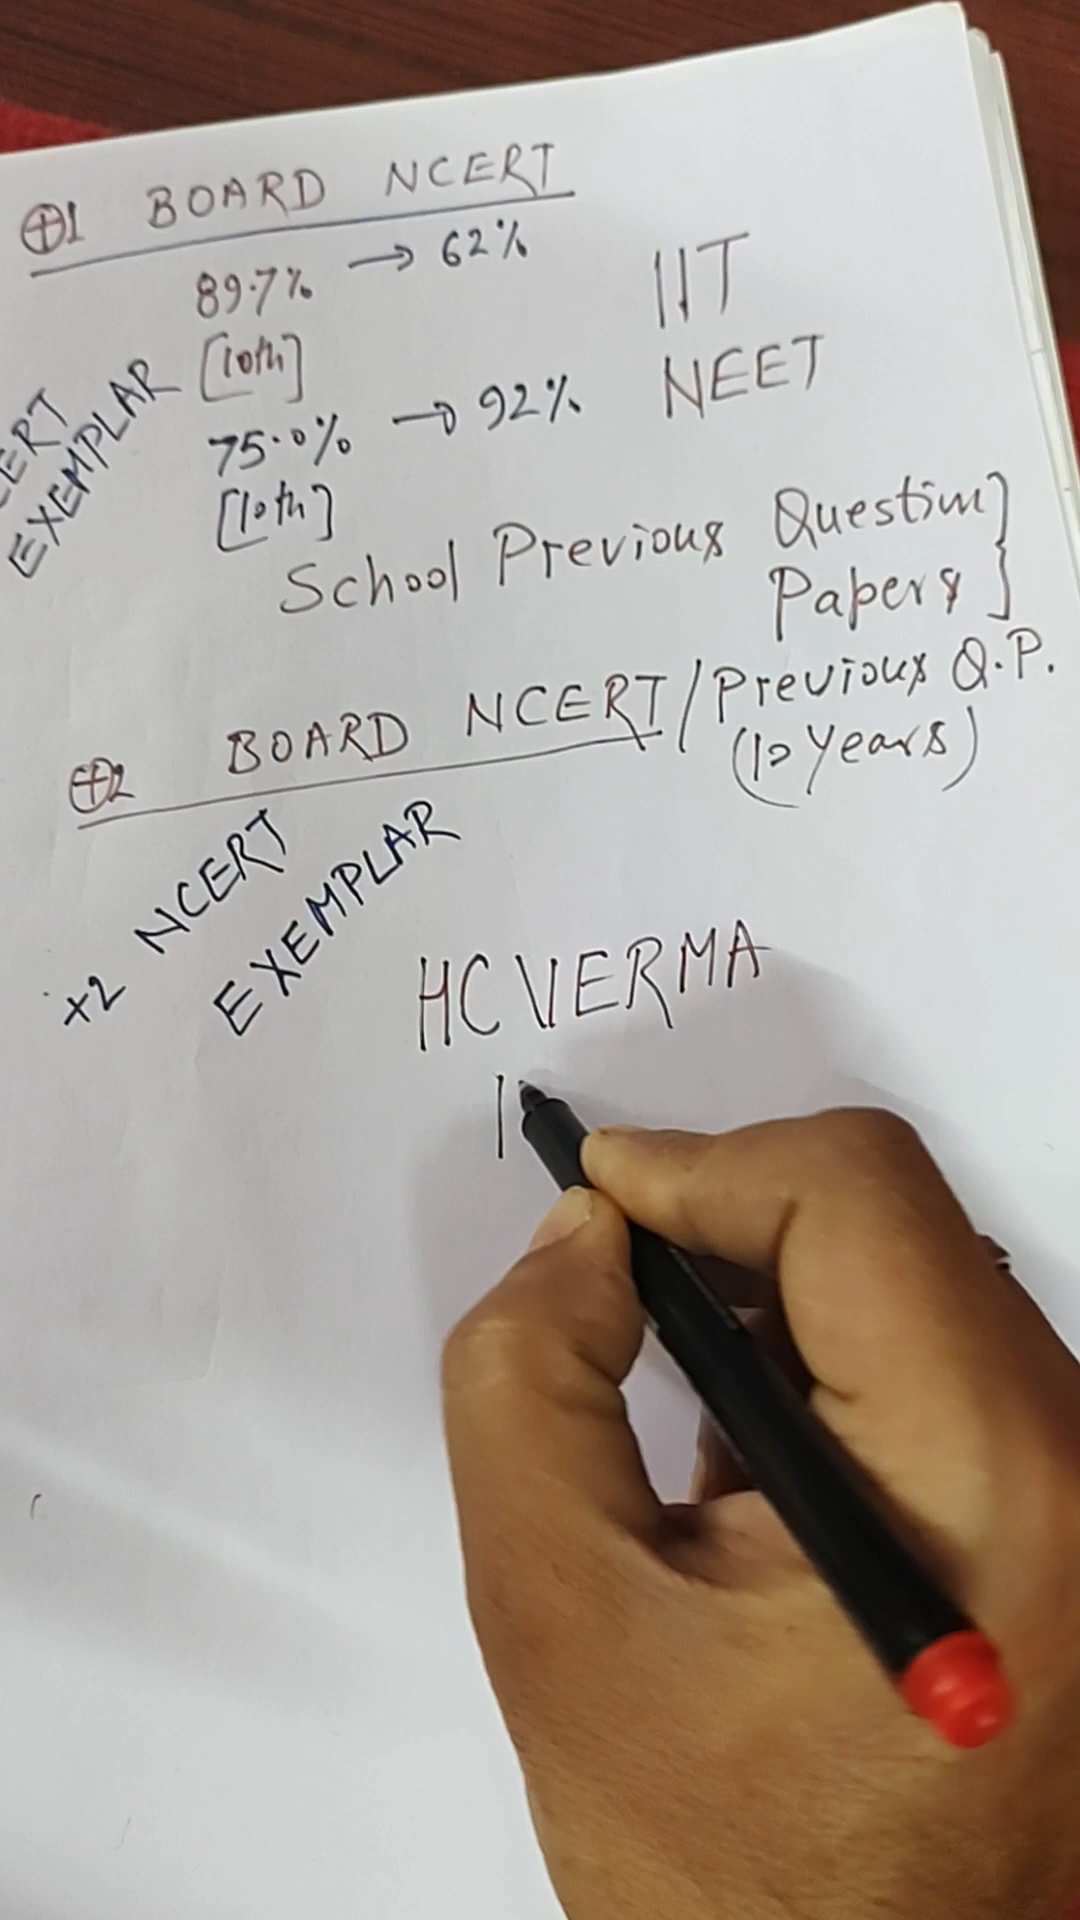 +1 BOARD NCERT
89.7% → 62%
[10th]
75.0% → 92%
[10th]
IIT
NEET
EXEMPLAR
School Previous Question
Papers
+2 BOARD NCERT / Previous Q.P.
(10 Years)
+2 NCERT
EXEMPLAR
HC VERMA